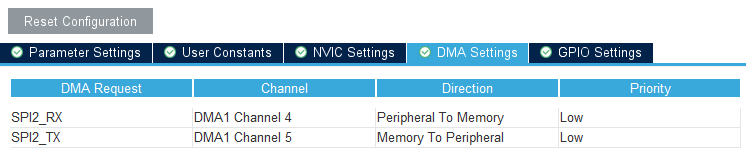 Reset Configuration
Parameter Settings User Constants NVIC Settings DMA Settings GPIO Settings
DMA Request Channel Direction Priority
SPI2_RX DMA1 Channel 4 Peripheral To Memory Low
SPI2_TX DMA1 Channel 5 Memory To Peripheral Low